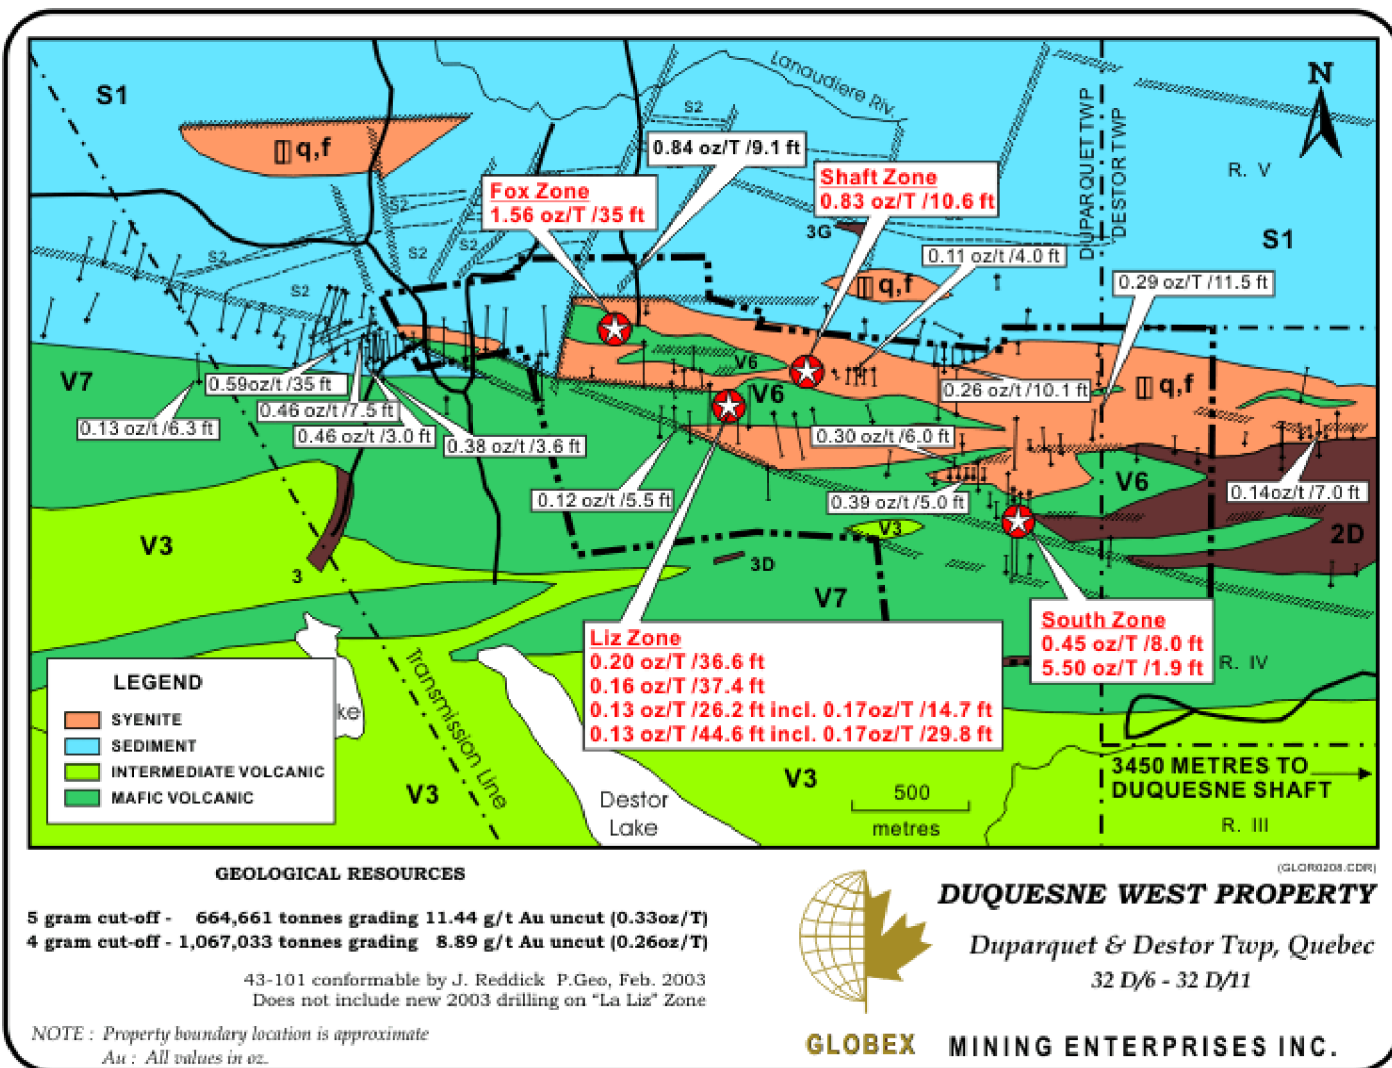 S1
Lanaudiere Riv.
N
S2
DUPARQUET TWP
DESTOR TWP
q,f
0.84 oz/T /9.1 ft
R. V
Fox Zone
1.56 oz/T /35 ft
Shaft Zone
0.83 oz/T /10.6 ft
S2
3G
S1
S2
S2
S2
0.11 oz/t /4.0 ft
q,f
0.29 oz/T /11.5 ft
S2
V6
V7
0.59oz/t /35 ft
V6
0.26 oz/t /10.1 ft
q,f
0.46 oz/t /7.5 ft
0.13 oz/t /6.3 ft
0.46 oz/t /3.0 ft
0.38 oz/t /3.6 ft
0.30 oz/t /6.0 ft
V6
0.12 oz/t /5.5 ft
0.39 oz/t /5.0 ft
0.14oz/t /7.0 ft
V3
V3
2D
3
3D
V7
Liz Zone
0.20 oz/T /36.6 ft
0.16 oz/T /37.4 ft
0.13 oz/T /26.2 ft incl. 0.17oz/T /14.7 ft
0.13 oz/T /44.6 ft incl. 0.17oz/T /29.8 ft
South Zone
0.45 oz/T /8.0 ft
5.50 oz/T /1.9 ft
R. IV
Transmission Line
ke
LEGEND
SYENITE
SEDIMENT
INTERMEDIATE VOLCANIC
MAFIC VOLCANIC
V3
V3
Destor
Lake
500
metres
3450 METRES TO
DUQUESNE SHAFT
R. III
GEOLOGICAL RESOURCES
5 gram cut-off - 664,661 tonnes grading 11.44 g/t Au uncut (0.33oz/T)
4 gram cut-off - 1,067,033 tonnes grading 8.89 g/t Au uncut (0.26oz/T)
43-101 conformable by J. Reddick P.Geo, Feb. 2003
Does not include new 2003 drilling on "La Liz" Zone
NOTE : Property boundary location is approximate
Au : All values in oz.
(GLOR0208.CDR)
DUQUESNE WEST PROPERTY
Duparquet & Destor Twp, Quebec
32 D/6 - 32 D/11
GLOBEX MINING ENTERPRISES INC.